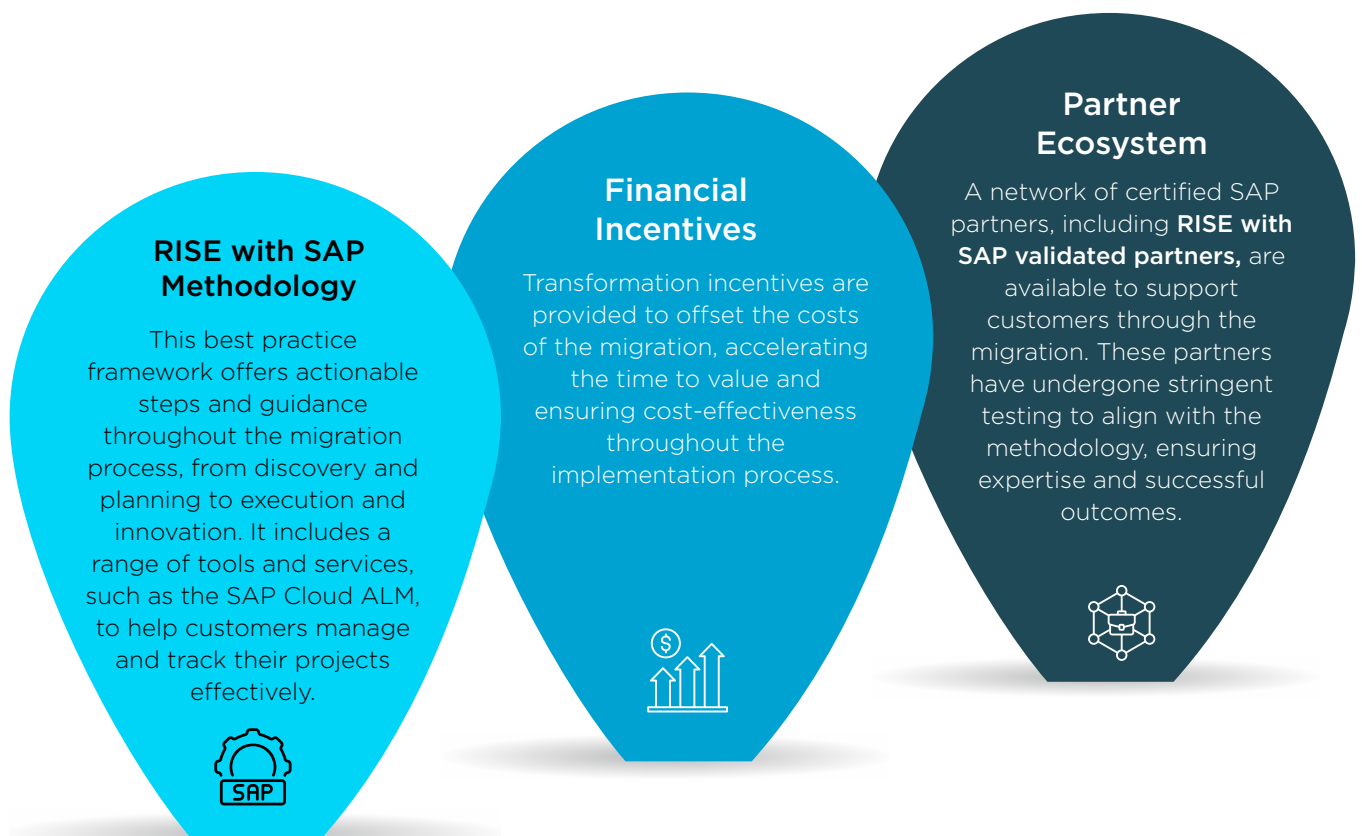 RISE with SAP
Methodology
This best practice
framework offers actionable
steps and guidance
throughout the migration
process, from discovery and
planning to execution and
innovation. It includes a
range of tools and services,
such as the SAP Cloud ALM,
to help customers manage
and track their projects
effectively.
SAP
Financial
Incentives
Transformation incentives are
provided to offset the costs
of the migration, accelerating
the time to value and
ensuring cost-effectiveness
throughout the
implementation process.
$
Partner
Ecosystem
A network of certified SAP
partners, including RISE with
SAP validated partners, are
available to support
customers through the
migration. These partners
have undergone stringent
testing to align with the
methodology, ensuring
expertise and successful
outcomes.